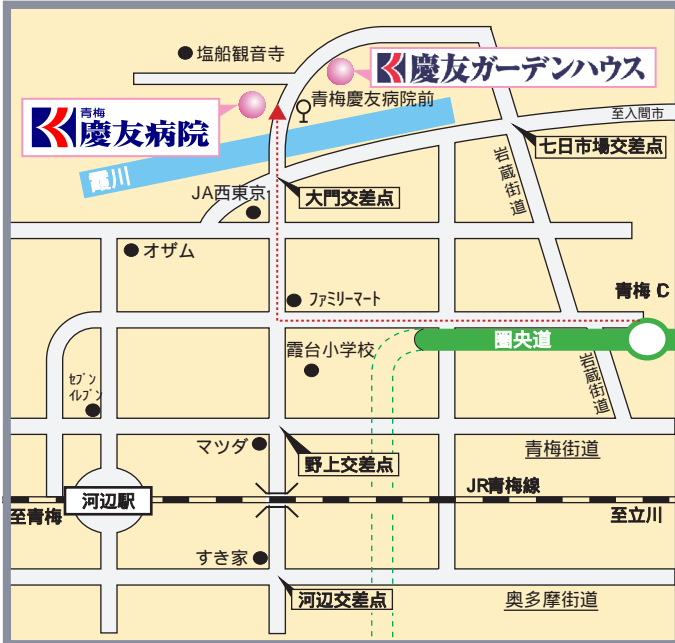 塩船観音寺
慶友ガーデンハウス
青梅慶友病院前
青梅
慶友病院
至入間市
七日市場交差点
岩蔵街道
霞川
JA西東京
大門交差点
オザム
青梅 C
ファミリーマート
圏央道
霞台小学校
岩蔵街道
セブン
イレブン
マツダ
青梅街道
野上交差点
JR青梅線
河辺駅
至青梅
至立川
すき家
河辺交差点
奥多摩街道